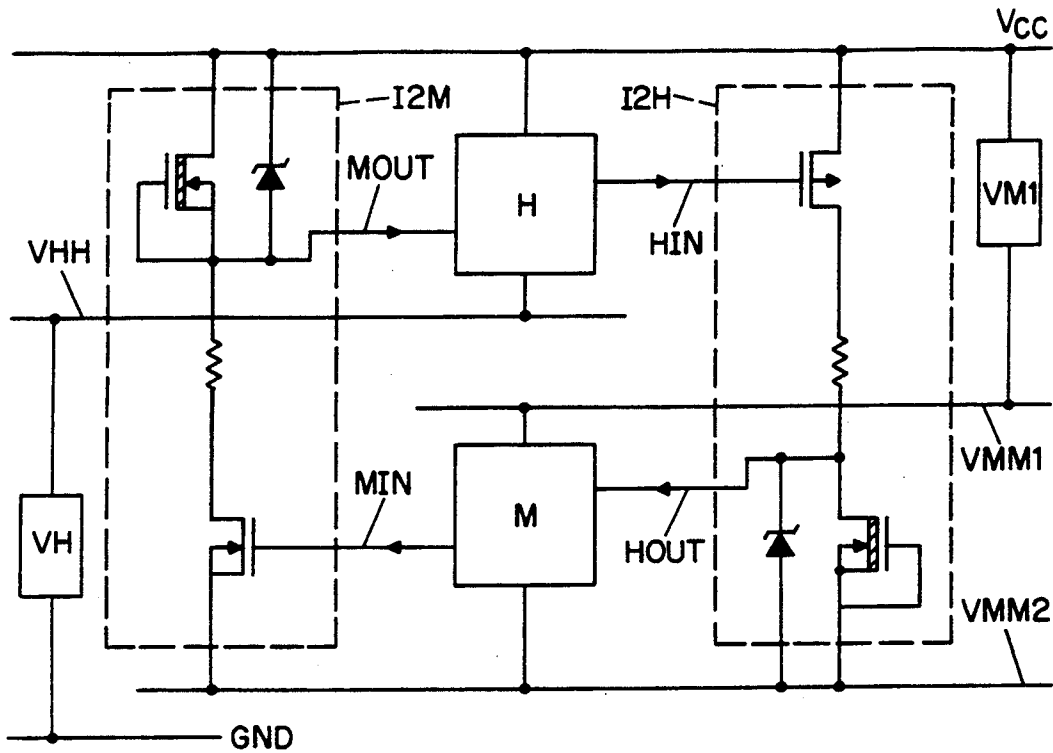 VCC
I2M
I2H
MOUT
H
VM1
HIN
VHH
VMM1
MIN
M
HOUT
VH
VMM2
GND